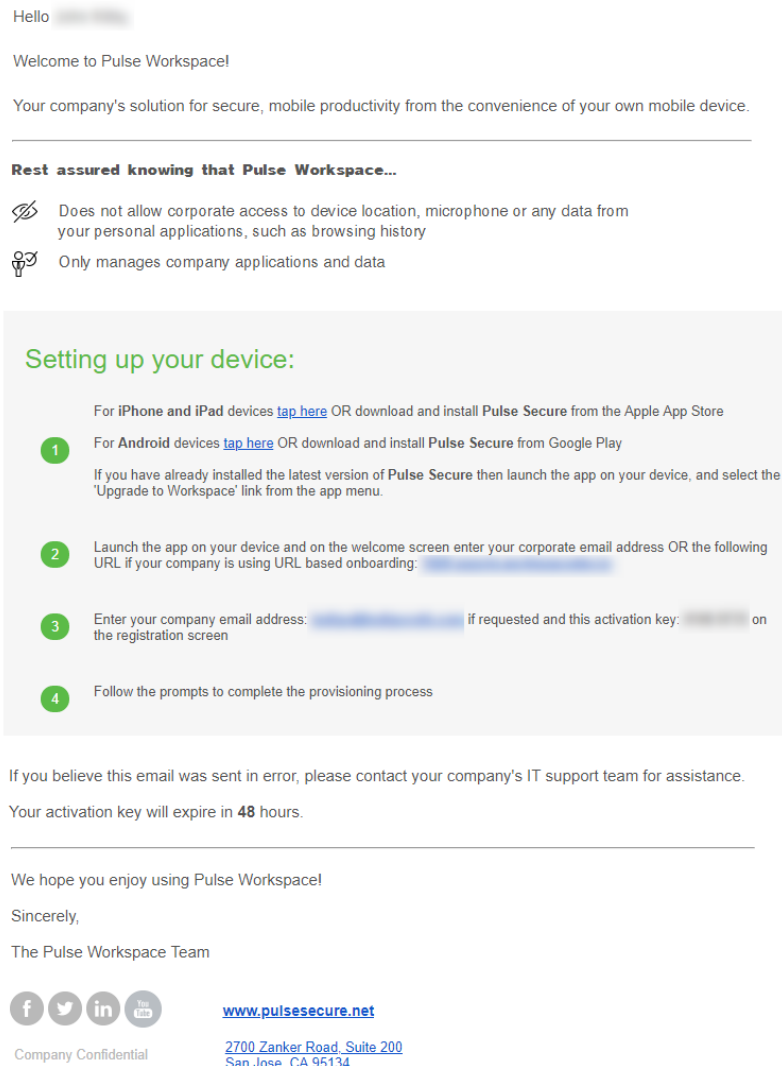 Hello
Welcome to Pulse Workspace!
Your company's solution for secure, mobile productivity from the convenience of your own mobile device.
Rest assured knowing that Pulse Workspace...
Does not allow corporate access to device location, microphone or any data from
your personal applications, such as browsing history
Only manages company applications and data
Setting up your device:
For iPhone and iPad devices tap here OR download and install Pulse Secure from the Apple App Store
1
For Android devices tap here OR download and install Pulse Secure from Google Play
If you have already installed the latest version of Pulse Secure then launch the app on your device, and select the
'Upgrade to Workspace' link from the app menu.
2
Launch the app on your device and on the welcome screen enter your corporate email address OR the following
URL if your company is using URL based onboarding:
3
Enter your company email address: if requested and this activation key: on
the registration screen
4
Follow the prompts to complete the provisioning process
If you believe this email was sent in error, please contact your company's IT support team for assistance.
Your activation key will expire in 48 hours.
We hope you enjoy using Pulse Workspace!
Sincerely,
The Pulse Workspace Team
f in You Tube
www.pulsesecure.net
Company Confidential
2700 Zanker Road, Suite 200
San Jose, CA 95134